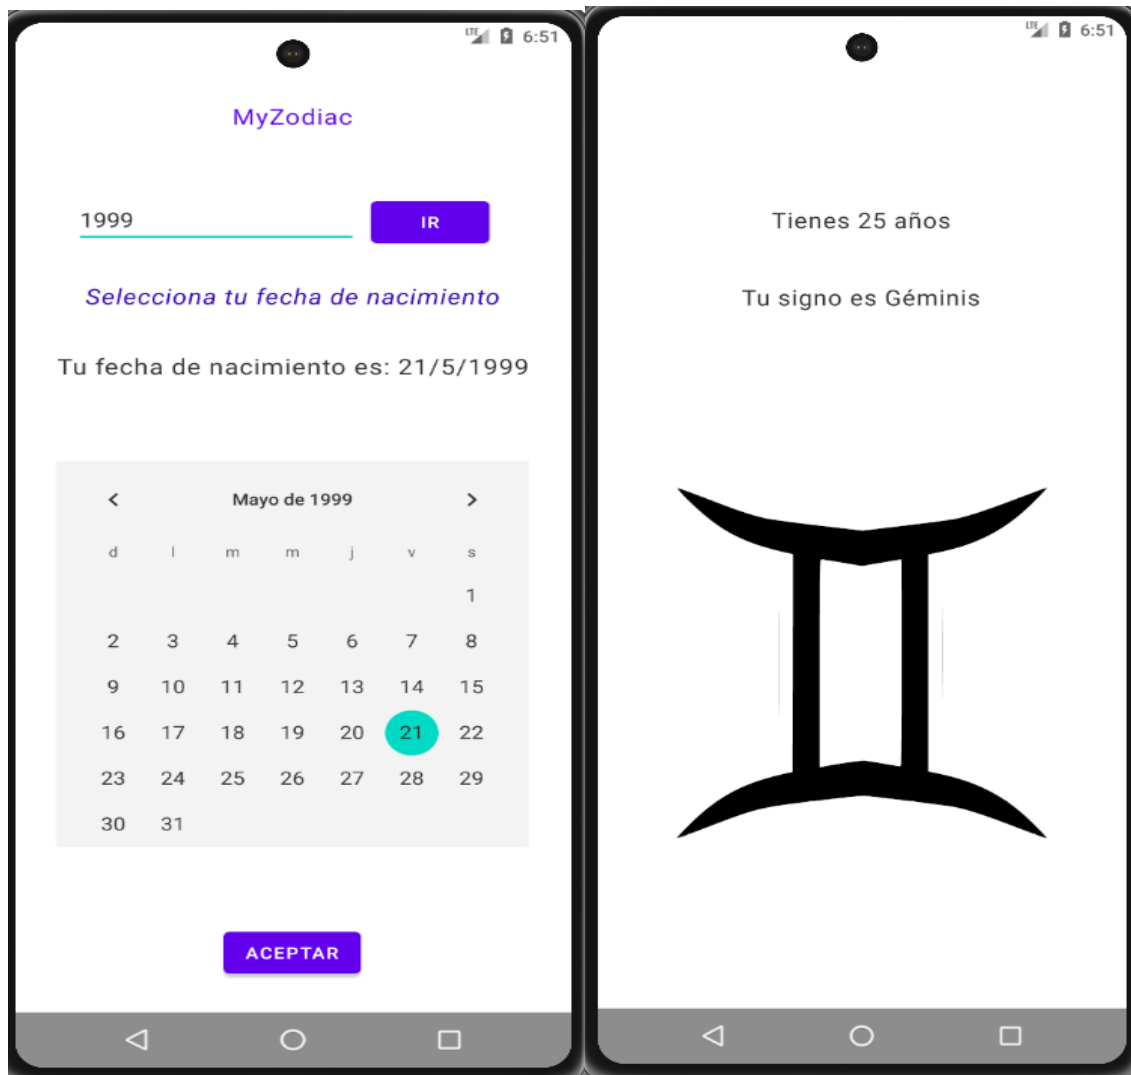 LTE 6:51
MyZodiac
1999 IR
Selecciona tu fecha de nacimiento
Tu fecha de nacimiento es: 21/5/1999
Mayo de 1999
d l m m j v s
1
2 3 4 5 6 7 8
9 10 11 12 13 14 15
16 17 18 19 20 21 22
23 24 25 26 27 28 29
30 31
ACEPTAR
LTE 6:51
Tienes 25 años
Tu signo es Géminis